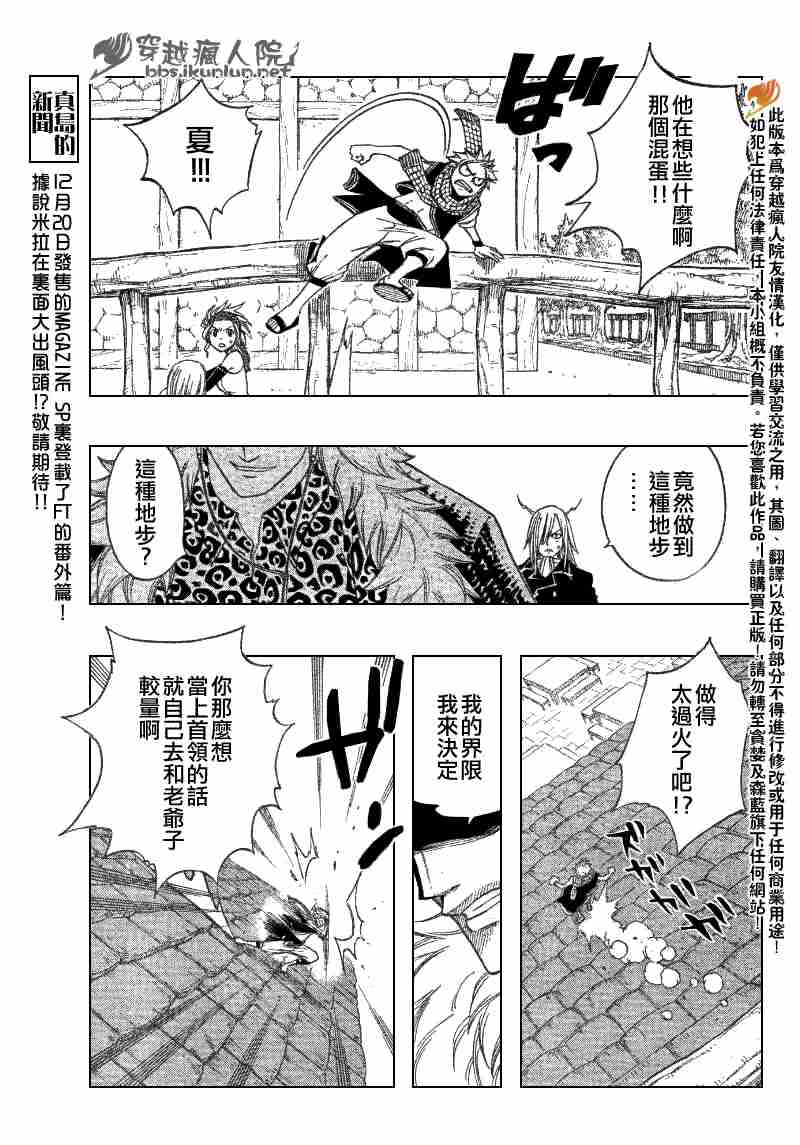 穿越瘋人院
bbs.ikunlun.net
他在想些什麼啊
那個混蛋!!
ばっ
夏!!!
竟然做到
這種地步
……
這種地步?
做得
太過火了吧!?
ダダダダ
我的界限
我來決定
你那麼想
當上首領的話
就自己去和老爺子
較量啊
真島的
新聞
12月20日發售的MAGAZINE SP裏登載了FT的番外篇!
據說米拉在裏面大出風頭!?敬請期待!!
此版本爲穿越瘋人院友情漢化,僅供學習交流之用,其圖、翻譯以及任何部分不得進行修改或用于任何商業用途!
如犯上任何法律責任,本小組概不負責。若您喜歡此作品,請購買正版!請勿轉至貪婪及森藍旗下任何網站!